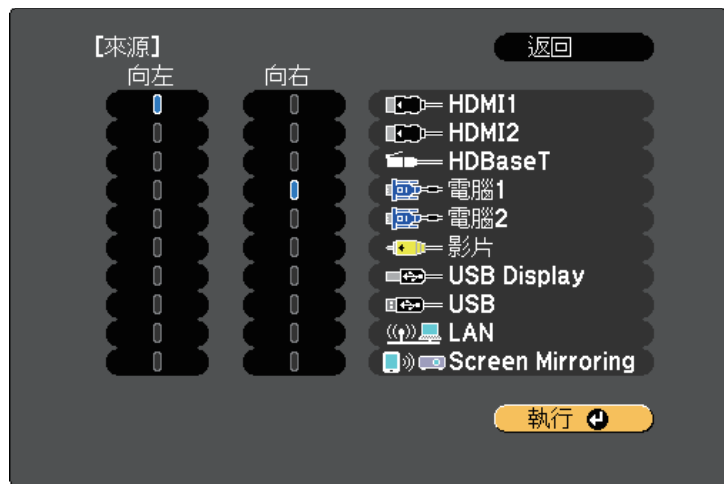 [來源]
返回
向左 向右
HDMI1
HDMI2
HDBaseT
電腦1
電腦2
影片
USB Display
USB
LAN
Screen Mirroring
執行